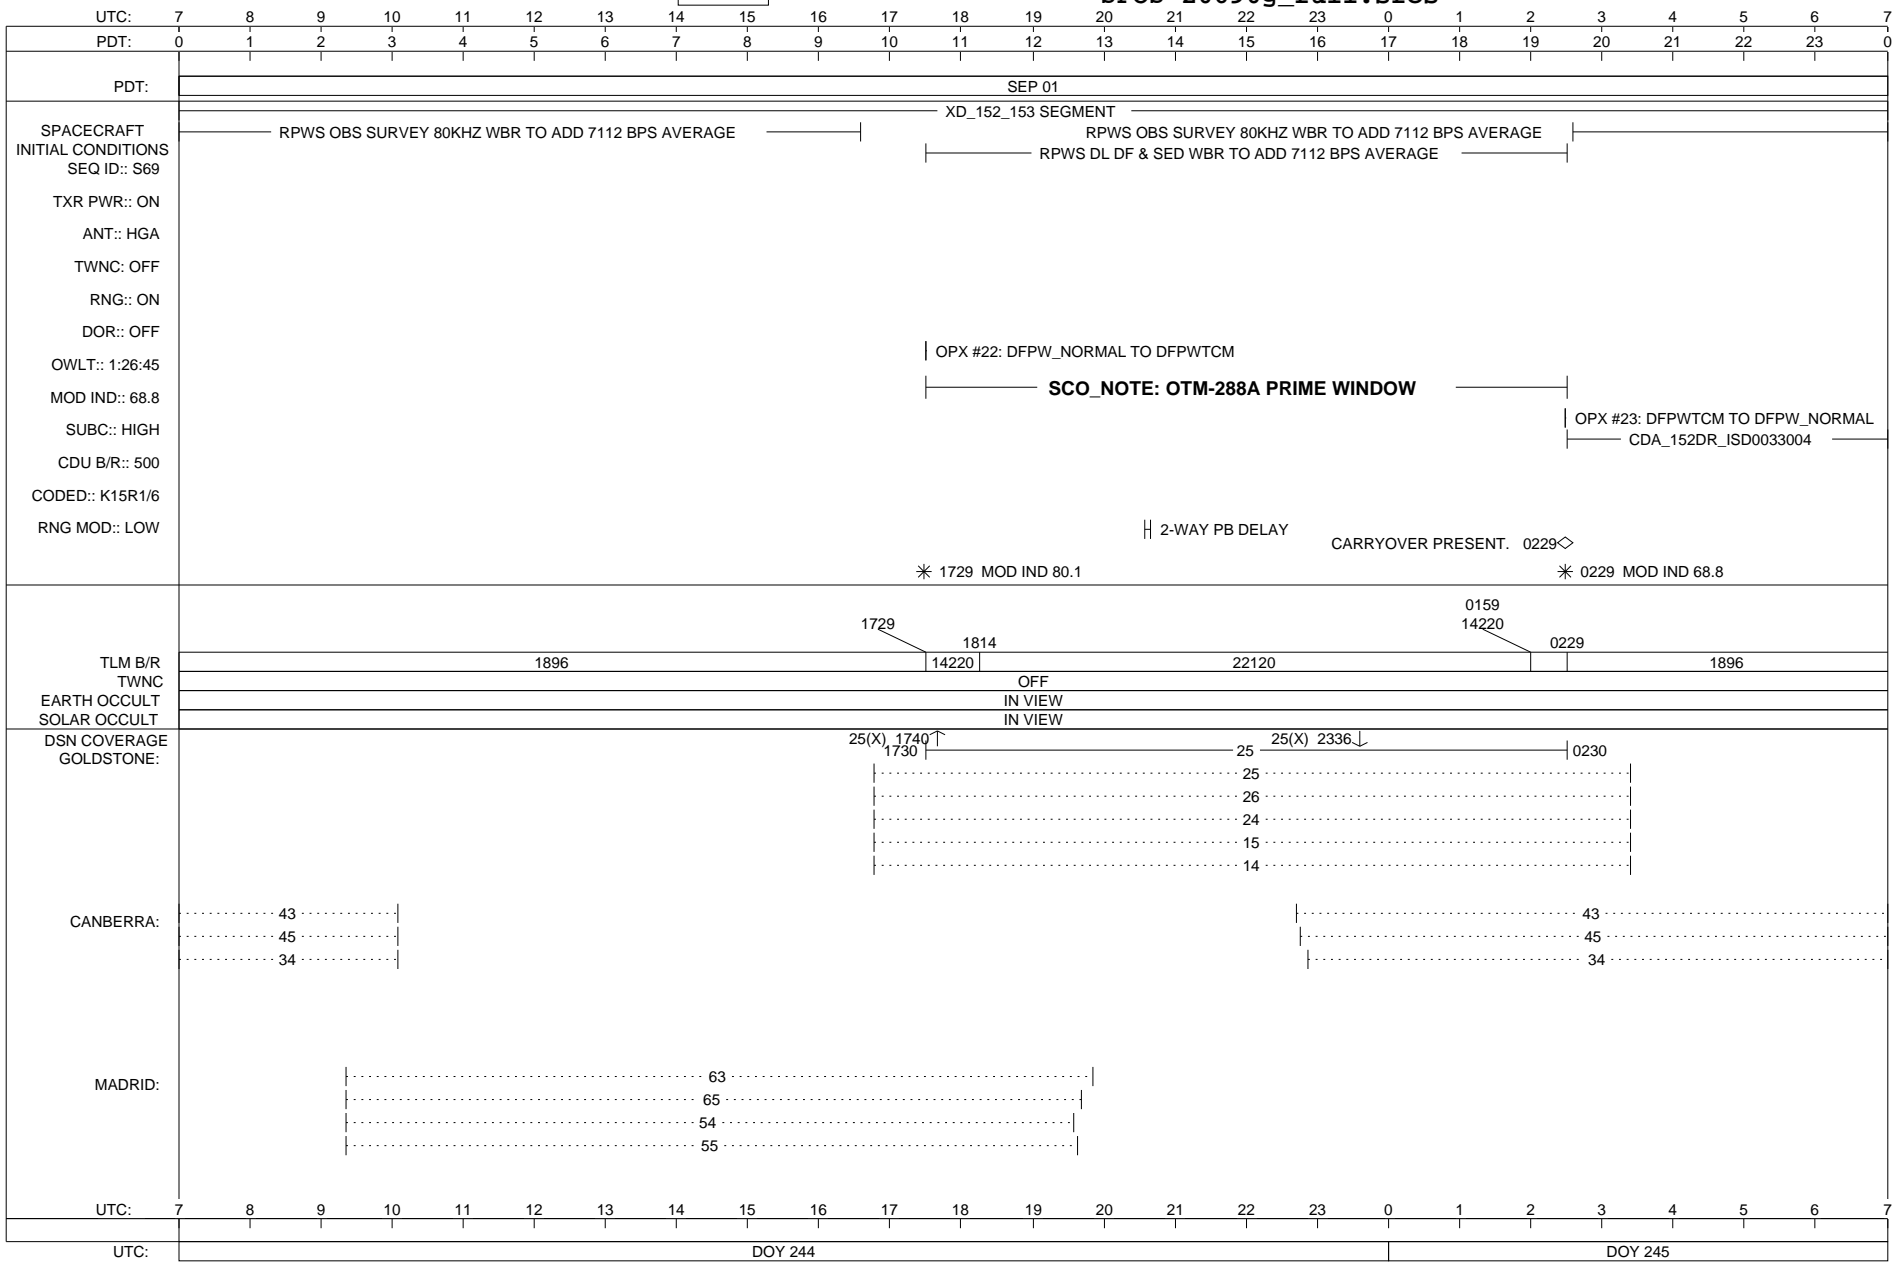 UTC: 7 8 9 10 11 12 13 14 15 16 17 18 19 20 21 22 23 0 1 2 3 4 5 6 7
PDT: 0 1 2 3 4 5 6 7 8 9 10 11 12 13 14 15 16 17 18 19 20 21 22 23 0
PDT: SEP 01
XD_152_153 SEGMENT
SPACECRAFT
INITIAL CONDITIONS
RPWS OBS SURVEY 80KHZ WBR TO ADD 7112 BPS AVERAGE
RPWS OBS SURVEY 80KHZ WBR TO ADD 7112 BPS AVERAGE
RPWS DL DF & SED WBR TO ADD 7112 BPS AVERAGE
SEQ ID:: S69
TXR PWR:: ON
ANT:: HGA
TWNC: OFF
RNG:: ON
DOR:: OFF
OPX #22: DFPW_NORMAL TO DFPWTCM
OWLT:: 1:26:45
SCO_NOTE: OTM-288A PRIME WINDOW
MOD IND:: 68.8
OPX #23: DFPWTCM TO DFPW_NORMAL
SUBC:: HIGH
CDA_152DR_ISD0033004
CDU B/R:: 500
CODED:: K15R1/6
RNG MOD:: LOW
2-WAY PB DELAY
CARRYOVER PRESENT. 0229
1729 MOD IND 80.1
0229 MOD IND 68.8
0159
1729 14220
1814 0229
TLM B/R 1896 14220 22120 1896
TWNC OFF
EARTH OCCULT IN VIEW
SOLAR OCCULT IN VIEW
DSN COVERAGE
25(X) 1740 25(X) 2336
GOLDSTONE: 1730 25 0230
25
26
24
15
14
CANBERRA: 43 43
45 45
34 34
MADRID: 63
65
54
55
UTC: 7 8 9 10 11 12 13 14 15 16 17 18 19 20 21 22 23 0 1 2 3 4 5 6 7
UTC: DOY 244 DOY 245